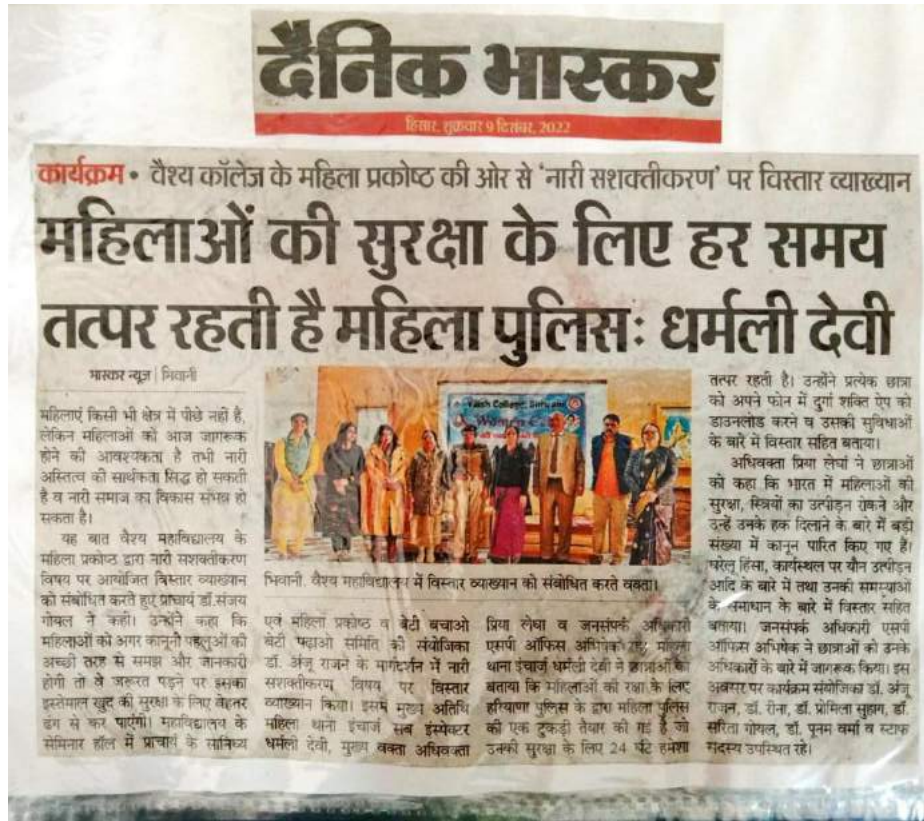 दैनिक भास्कर
हिसार, शुक्रवार 9 दिसंबर, 2022
कार्यक्रम • वैश्य कॉलेज के महिला प्रकोष्ठ की ओर से 'नारी सशक्तीकरण' पर विस्तार व्याख्यान
महिलाओं की सुरक्षा के लिए हर समय
तत्पर रहती है महिला पुलिसः धर्मली देवी
भास्कर न्यूज | भिवानी
महिलाएं किसी भी क्षेत्र में पीछे नहीं है,
लेकिन महिलाओं को आज जागरूक
होने की आवश्यकता है तभी नारी
अस्तित्व की सार्थकता सिद्ध हो सकती
है व नारी समाज का विकास संभव हो
सकता है।
यह बात वैश्य महाविद्यालय के
महिला प्रकोष्ठ द्वारा नारी सशक्तीकरण
विषय पर आयोजित विस्तार व्याख्यान
को संबोधित करते हुए प्राचार्य डॉ.संजय
गोयल ने कही। उन्होंने कहा कि
महिलाओं को अगर कानूनी पहलुओं की
अच्छी तरह से समझ और जानकारी
होगी तो वे जरूरत पड़ने पर इसका
इस्तेमाल खुद की सुरक्षा के लिए बेहतर
ढंग से कर पाएंगी। महाविद्यालय के
सेमिनार हॉल में प्राचार्य के सानिध्य
Vaish College, Bhiwani
भिवानी. वैश्य महाविद्यालय में विस्तार व्याख्यान को संबोधित करते वक्ता।
एवं महिला प्रकोष्ठ व बेटी बचाओ
बेटी पढ़ाओ समिति की संयोजिका
डॉ. अंजू राजन के मार्गदर्शन में नारी
सशक्तीकरण विषय पर विस्तार
व्याख्यान किया। इसमें मुख्य अतिथि
महिला थाना इंचार्ज सब इंस्पेक्टर
धर्मली देवी, मुख्य वक्ता अधिवक्ता
प्रिया लेघा व जनसंपर्क अधिकारी
एसपी ऑफिस अभिषेक रहे। महिला
थाना इंचार्ज धर्मली देवी ने छात्राओं को
बताया कि महिलाओं की रक्षा के लिए
हरियाणा पुलिस के द्वारा महिला पुलिस
की एक टुकड़ी तैयार की गई है जो
उनकी सुरक्षा के लिए 24 घंटे हमेशा
तत्पर रहती है। उन्होंने प्रत्येक छात्रा
को अपने फोन में दुर्गा शक्ति ऐप को
डाउनलोड करने व उसकी सुविधाओं
के बारे में विस्तार सहित बताया।
अधिवक्ता प्रिया लेघां ने छात्राओं
को कहा कि भारत में महिलाओं की
सुरक्षा, स्त्रियों का उत्पीड़न रोकने और
उन्हें उनके हक दिलाने के बारे में बड़ी
संख्या में कानून पारित किए गए हैं।
घरेलू हिंसा, कार्यस्थल पर यौन उत्पीड़न
आदि के बारे में तथा उनकी समस्याओं
के समाधान के बारे में विस्तार सहित
बताया। जनसंपर्क अधिकारी एसपी
ऑफिस अभिषेक ने छात्राओं को उनके
अधिकारों के बारे में जागरूक किया। इस
अवसर पर कार्यक्रम संयोजिका डॉ. अंजू
राजन, डॉ. रीना, डॉ. प्रोमिला सुहाग, डॉ.
सरिता गोयल, डॉ. पूनम वर्मा व स्टाफ
सदस्य उपस्थित रहे।